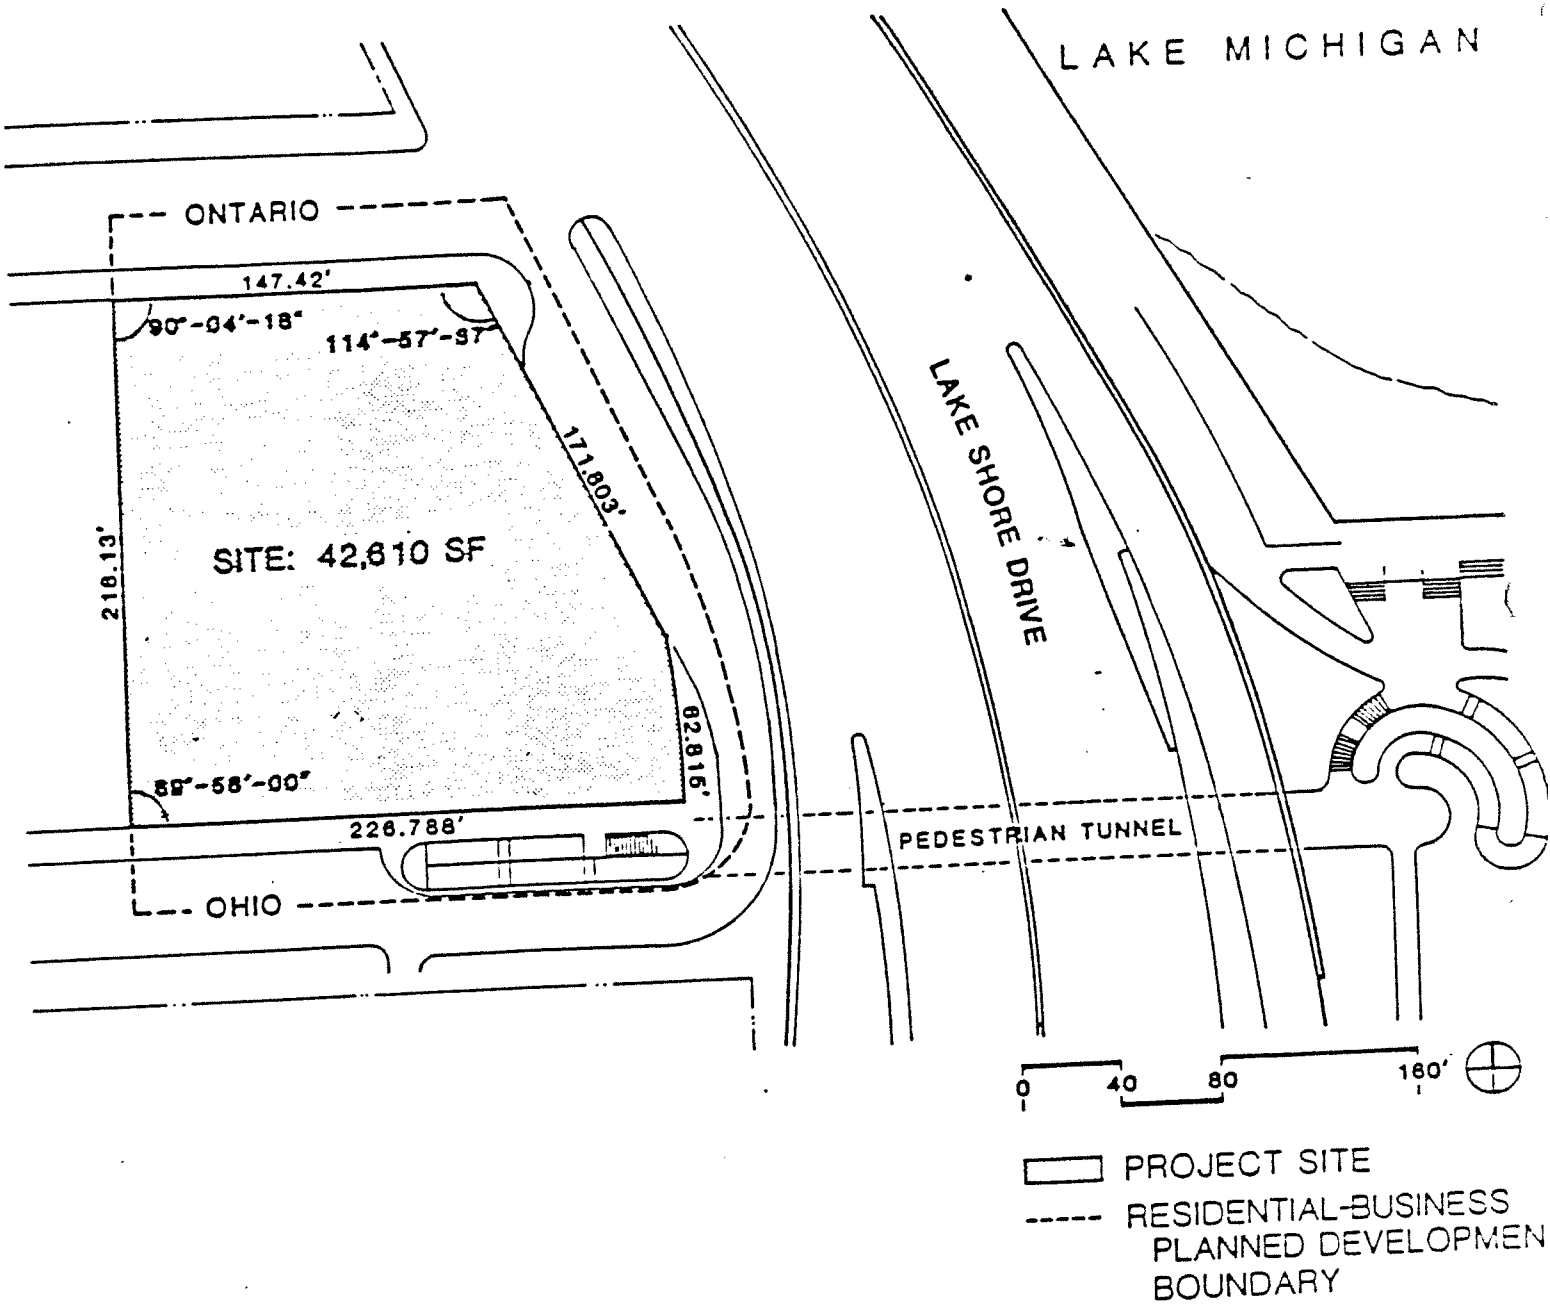 LAKE MICHIGAN
ONTARIO
147.42'
90°-04'-18"
114°-57'-37"
LAKE SHORE DRIVE
171.803'
218.13'
SITE: 42,610 SF
62.816'
89°-58'-00"
226.788'
PEDESTRIAN TUNNEL
OHIO
0 40 80 160'
PROJECT SITE
RESIDENTIAL-BUSINESS
PLANNED DEVELOPMEN
BOUNDARY